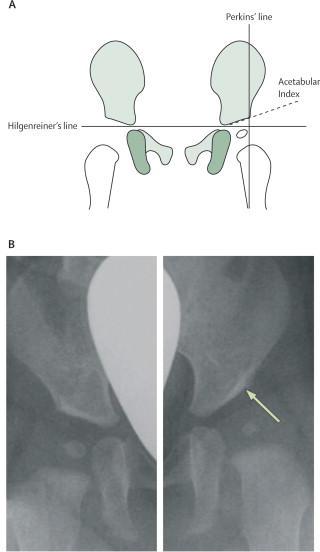 A
Perkins' line
Acetabular
Index
Hilgenreiner's line
B